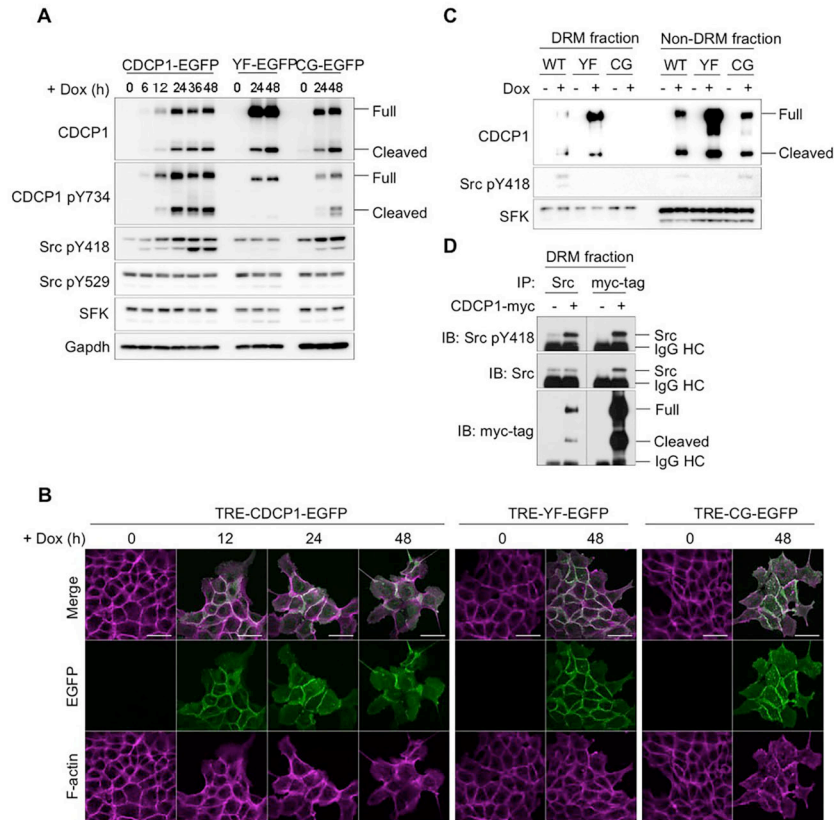 A
CDCP1-EGFP YF-EGFP CG-EGFP
+ Dox (h) 0 6 12 24 36 48 0 24 48 0 24 48
CDCP1
Full
Cleaved
CDCP1 pY734
Full
Cleaved
Src pY418
Src pY529
SFK
Gapdh
C
DRM fraction Non-DRM fraction
WT YF CG WT YF CG
Dox - + - + - + - + - + - +
CDCP1
Full
Cleaved
Src pY418
SFK
D
DRM fraction
IP: Src myc-tag
CDCP1-myc - + - +
IB: Src pY418
Src
IgG HC
IB: Src
Src
IgG HC
IB: myc-tag
Full
Cleaved
IgG HC
B
TRE-CDCP1-EGFP TRE-YF-EGFP TRE-CG-EGFP
+ Dox (h) 0 12 24 48 0 48 0 48
Merge
EGFP
F-actin